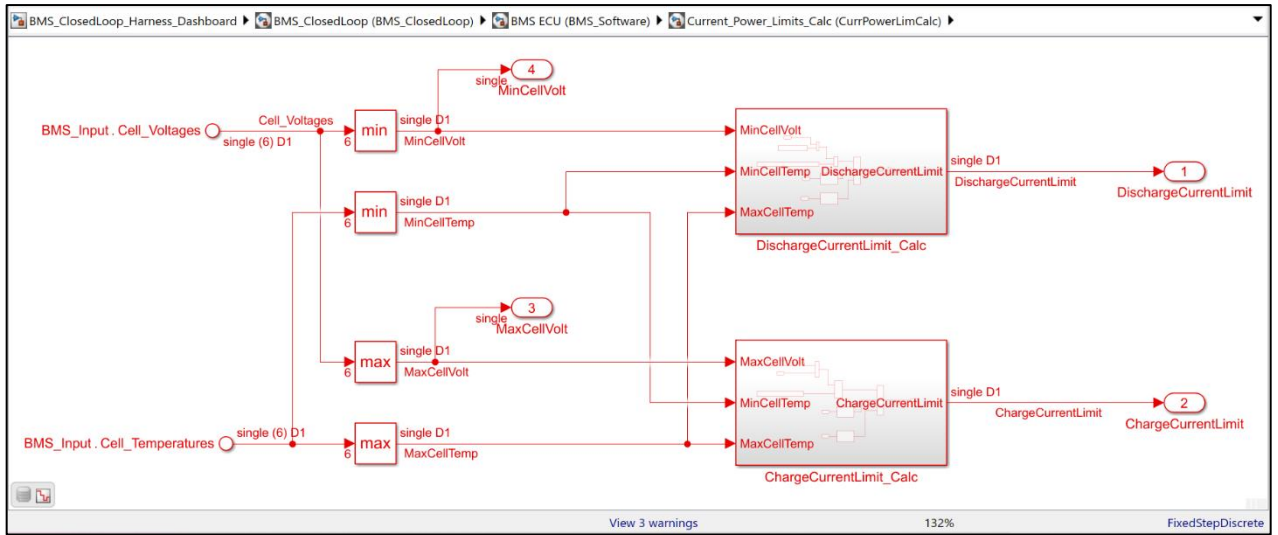 BMS_ClosedLoop_Harness_Dashboard BMS_ClosedLoop (BMS_ClosedLoop) BMS ECU (BMS_Software) Current_Power_Limits_Calc (CurrPowerLimCalc)
4
single
MinCellVolt
BMS_Input . Cell_Voltages
Cell_Voltages
single (6) D1
6
min
single D1
MinCellVolt
MinCellVolt
MinCellTemp
DischargeCurrentLimit
MaxCellTemp
DischargeCurrentLimit_Calc
single D1
DischargeCurrentLimit
1
DischargeCurrentLimit
6
min
single D1
MinCellTemp
3
single
MaxCellVolt
6
max
single D1
MaxCellVolt
MaxCellVolt
MinCellTemp
ChargeCurrentLimit
MaxCellTemp
ChargeCurrentLimit_Calc
single D1
ChargeCurrentLimit
2
ChargeCurrentLimit
BMS_Input . Cell_Temperatures
single (6) D1
6
max
single D1
MaxCellTemp
View 3 warnings
132%
FixedStepDiscrete